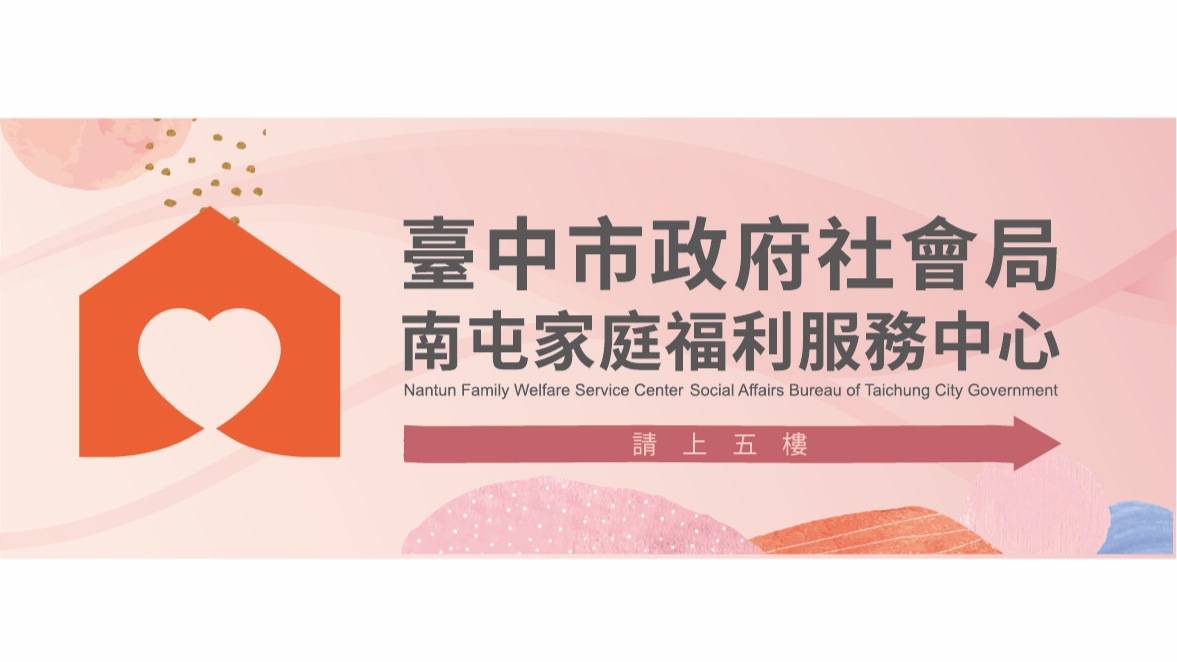 臺中市政府社會局
南屯家庭福利服務中心
Nantun Family Welfare Service Center Social Affairs Bureau of Taichung City Government
請上五樓